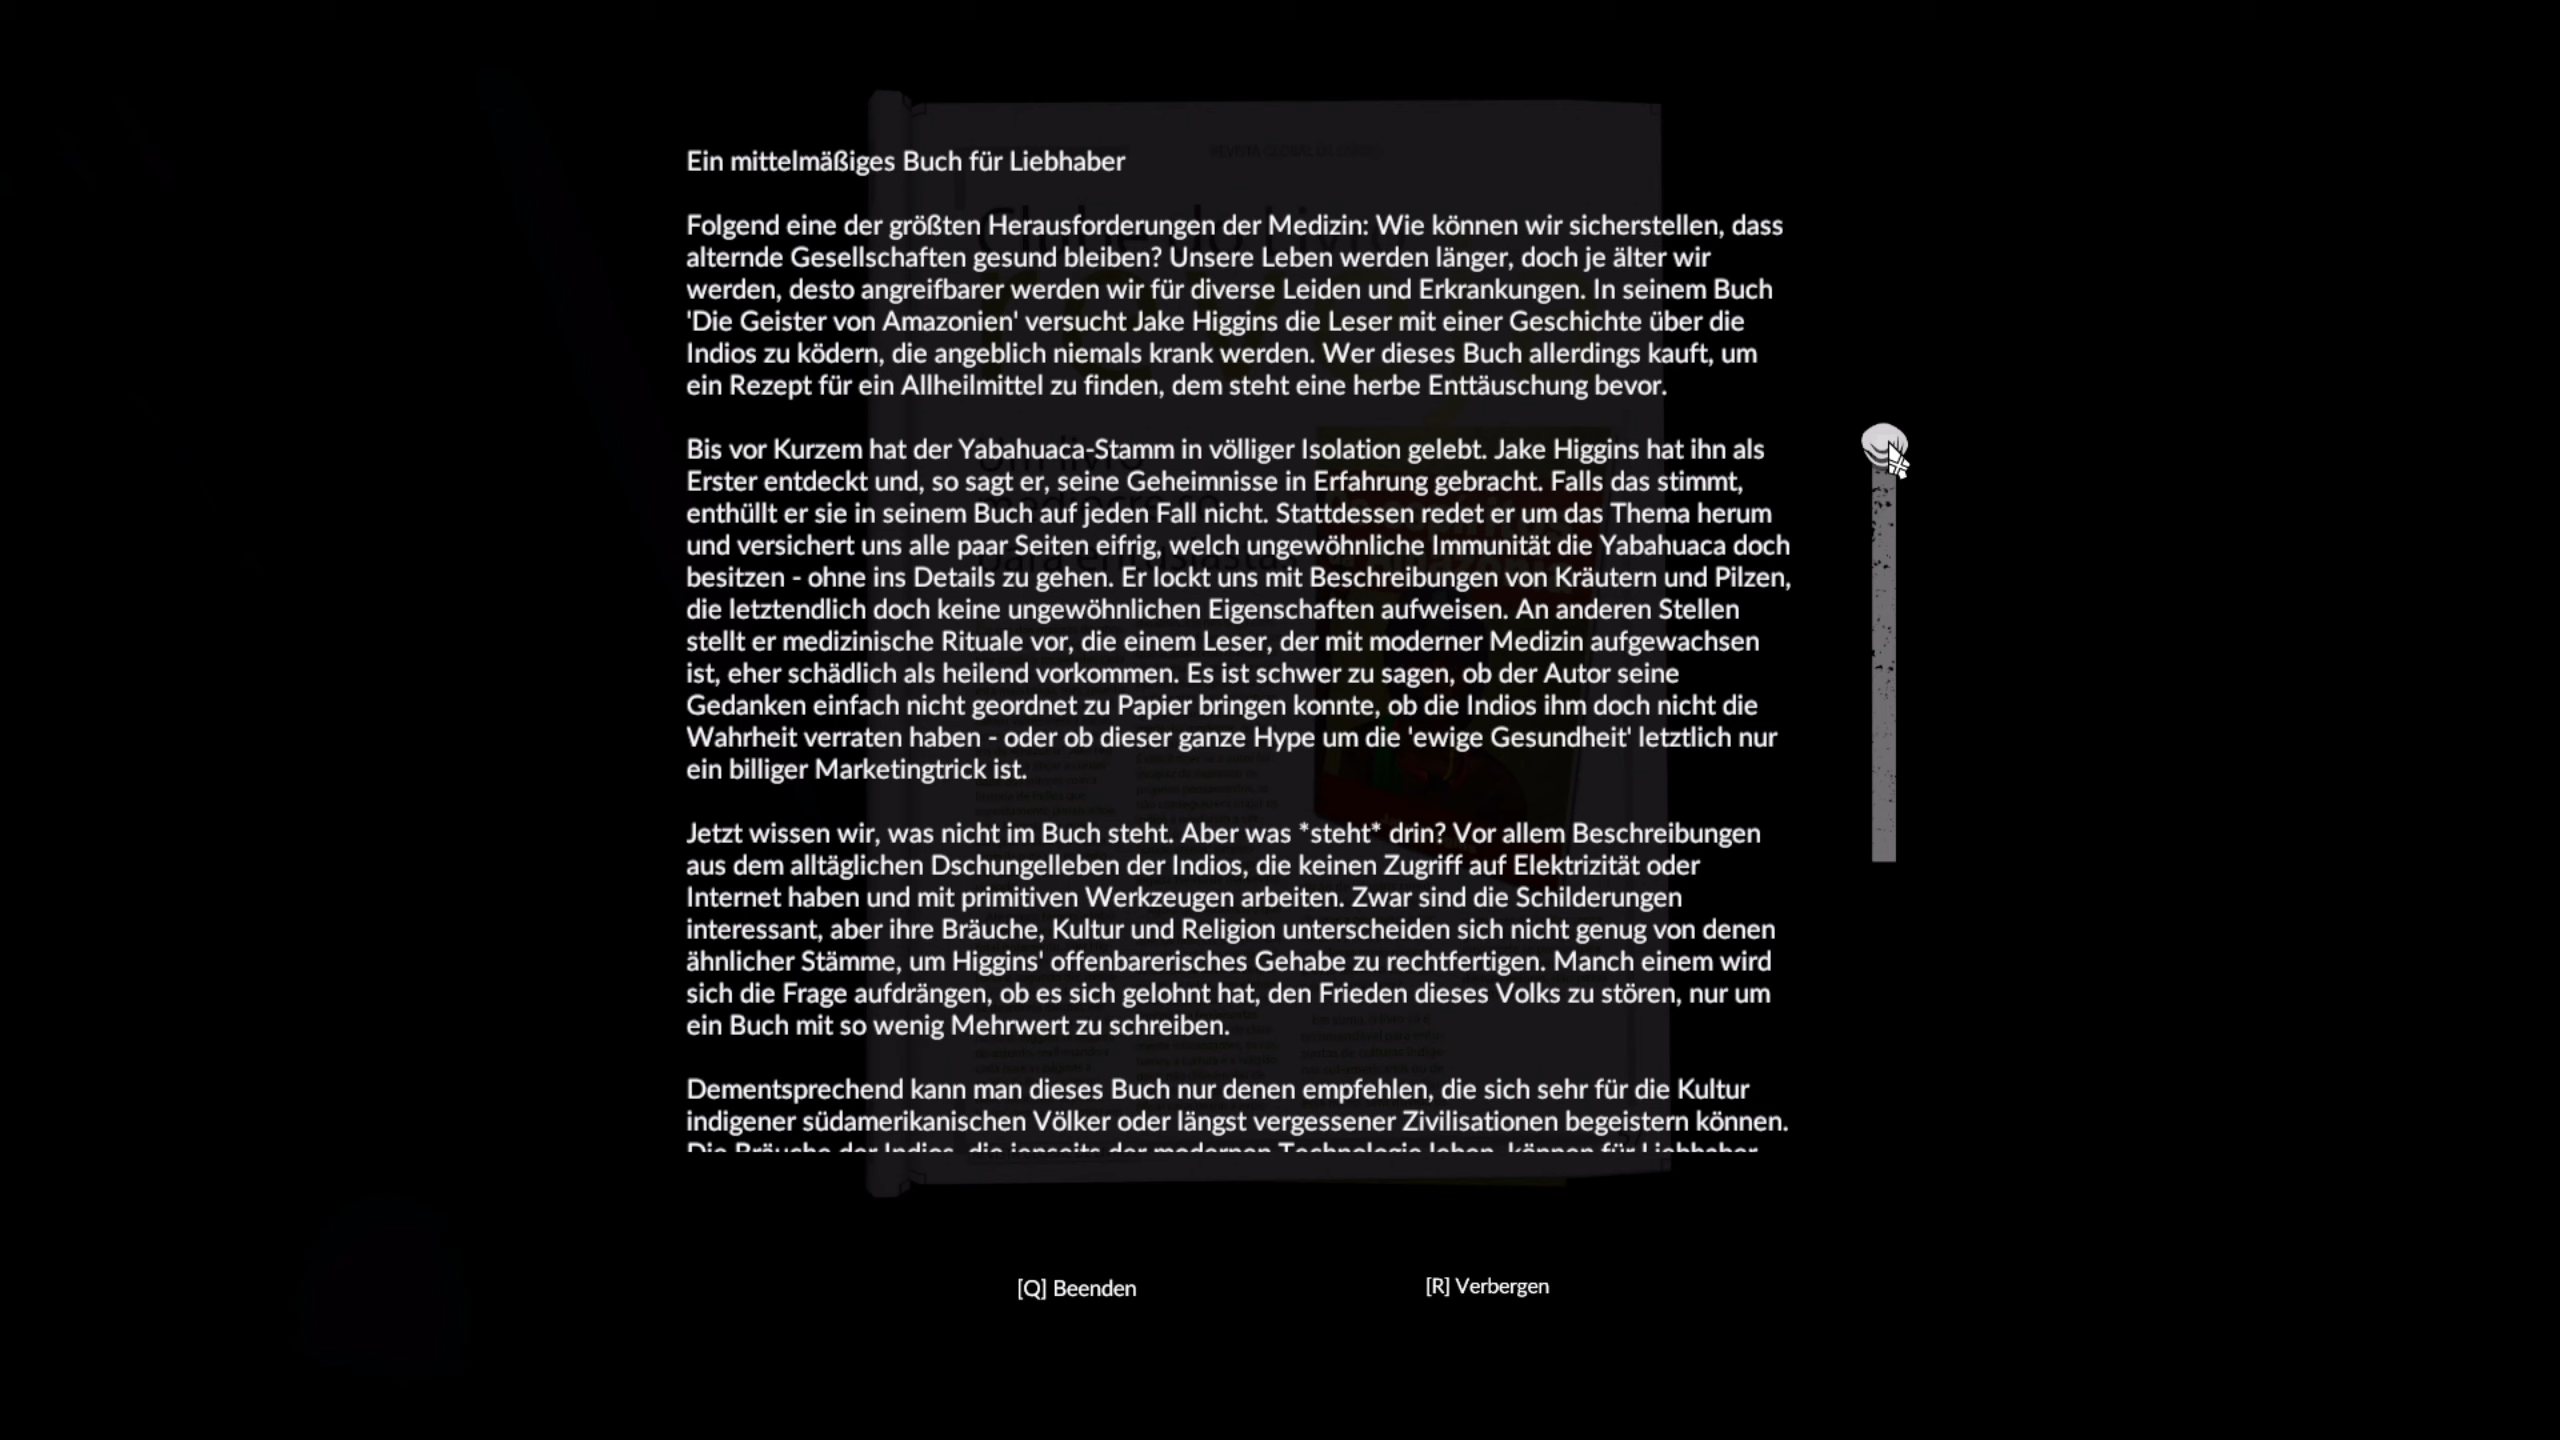 Ein mittelmäßiges Buch für Liebhaber
Folgend eine der größten Herausforderungen der Medizin: Wie können wir sicherstellen, dass
alternde Gesellschaften gesund bleiben? Unsere Leben werden länger, doch je älter wir
werden, desto angreifbarer werden wir für diverse Leiden und Erkrankungen. In seinem Buch
'Die Geister von Amazonien' versucht Jake Higgins die Leser mit einer Geschichte über die
Indios zu ködern, die angeblich niemals krank werden. Wer dieses Buch allerdings kauft, um
ein Rezept für ein Allheilmittel zu finden, dem steht eine herbe Enttäuschung bevor.
Bis vor Kurzem hat der Yabahuaca-Stamm in völliger Isolation gelebt. Jake Higgins hat ihn als
Erster entdeckt und, so sagt er, seine Geheimnisse in Erfahrung gebracht. Falls das stimmt,
enthüllt er sie in seinem Buch auf jeden Fall nicht. Stattdessen redet er um das Thema herum
und versichert uns alle paar Seiten eifrig, welch ungewöhnliche Immunität die Yabahuaca doch
besitzen - ohne ins Details zu gehen. Er lockt uns mit Beschreibungen von Kräutern und Pilzen,
die letztendlich doch keine ungewöhnlichen Eigenschaften aufweisen. An anderen Stellen
stellt er medizinische Rituale vor, die einem Leser, der mit moderner Medizin aufgewachsen
ist, eher schädlich als heilend vorkommen. Es ist schwer zu sagen, ob der Autor seine
Gedanken einfach nicht geordnet zu Papier bringen konnte, ob die Indios ihm doch nicht die
Wahrheit verraten haben - oder ob dieser ganze Hype um die 'ewige Gesundheit' letztlich nur
ein billiger Marketingtrick ist.
Jetzt wissen wir, was nicht im Buch steht. Aber was *steht* drin? Vor allem Beschreibungen
aus dem alltäglichen Dschungelleben der Indios, die keinen Zugriff auf Elektrizität oder
Internet haben und mit primitiven Werkzeugen arbeiten. Zwar sind die Schilderungen
interessant, aber ihre Bräuche, Kultur und Religion unterscheiden sich nicht genug von denen
ähnlicher Stämme, um Higgins' offenbarerisches Gehabe zu rechtfertigen. Manch einem wird
sich die Frage aufdrängen, ob es sich gelohnt hat, den Frieden dieses Volks zu stören, nur um
ein Buch mit so wenig Mehrwert zu schreiben.
Dementsprechend kann man dieses Buch nur denen empfehlen, die sich sehr für die Kultur
indigener südamerikanischen Völker oder längst vergessener Zivilisationen begeistern können.
Die Bräuche der Indios, die jenseits der modernen Technologie leben, können für Liebhaber
[Q] Beenden
[R] Verbergen